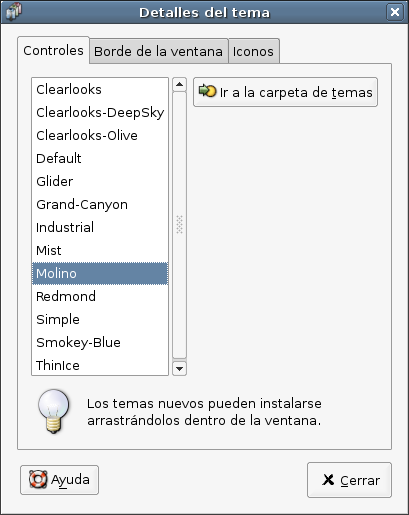 Detalles del tema
Controles
Borde de la ventana
Iconos
Clearlooks
Clearlooks-DeepSky
Clearlooks-Olive
Default
Glider
Grand-Canyon
Industrial
Mist
Molino
Redmond
Simple
Smokey-Blue
ThinIce
Ir a la carpeta de temas
Los temas nuevos pueden instalarse
arrastrándolos dentro de la ventana.
Ayuda
Cerrar